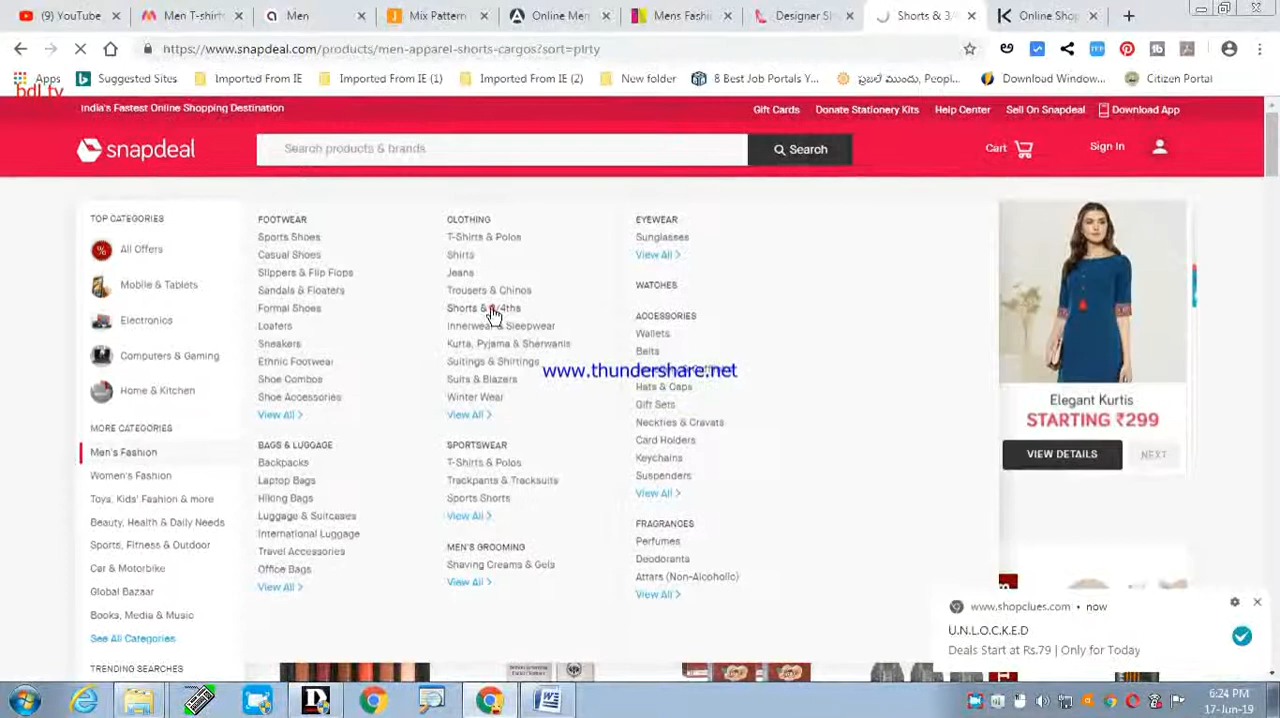 (3) YouTube
Men T-shirts
Men
Mix Pattern
Online Men
Mens Fashi
Designer S
Shorts & 3/
Online Shop
https://www.snapdeal.com/products/men-apparel-shorts-cargos?sort=plrty
Apps
Suggested Sites
Imported From IE
Imported From IE (1)
Imported From IE (2)
New folder
8 Best Job Portals Y...
Download Window...
Citizen Portal
bdl.tv
India's Fastest Online Shopping Destination
Gift Cards
Donate Stationery Kits
Help Center
Sell On Snapdeal
Download App
snapdeal
Search products & brands
Search
Cart
Sign In
TOP CATEGORIES
All Offers
Mobile & Tablets
Electronics
Computers & Gaming
Home & Kitchen
MORE CATEGORIES
Men's Fashion
Women's Fashion
Toys, Kids' Fashion & more
Beauty, Health & Daily Needs
Sports, Fitness & Outdoor
Car & Motorbike
Global Bazaar
Books, Media & Music
See All Categories
TRENDING SEARCHES
FOOTWEAR
Sports Shoes
Casual Shoes
Slippers & Flip Flops
Sandals & Floaters
Formal Shoes
Loafers
Sneakers
Ethnic Footwear
Shoe Combos
Shoe Accessories
View All >
BAGS & LUGGAGE
Backpacks
Laptop Bags
Hiking Bags
Luggage & Suitcases
International Luggage
Travel Accessories
Office Bags
View All >
CLOTHING
T-Shirts & Polos
Shirts
Jeans
Trousers & Chinos
Shorts & 3/4ths
Innerwear & Sleepwear
Kurta, Pyjama & Sherwanis
Suitings & Shirtings
Suits & Blazers
Winter Wear
View All >
SPORTSWEAR
T-Shirts & Polos
Trackpants & Tracksuits
Sports Shorts
View All >
MEN'S GROOMING
Shaving Creams & Gels
View All >
EYEWEAR
Sunglasses
View All >
WATCHES
ACCESSORIES
Wallets
Belts
www.thundershare.net
Hats & Caps
Gift Sets
Neckties & Cravats
Card Holders
Keychains
Suspenders
View All >
FRAGRANCES
Perfumes
Deodorants
Attars (Non-Alcoholic)
View All >
Elegant Kurtis
STARTING ₹299
VIEW DETAILS
NEXT
www.shopclues.com • now
U.N.L.O.C.K.E.D
Deals Start at Rs.79 | Only for Today
6:24 PM
17-Jun-19